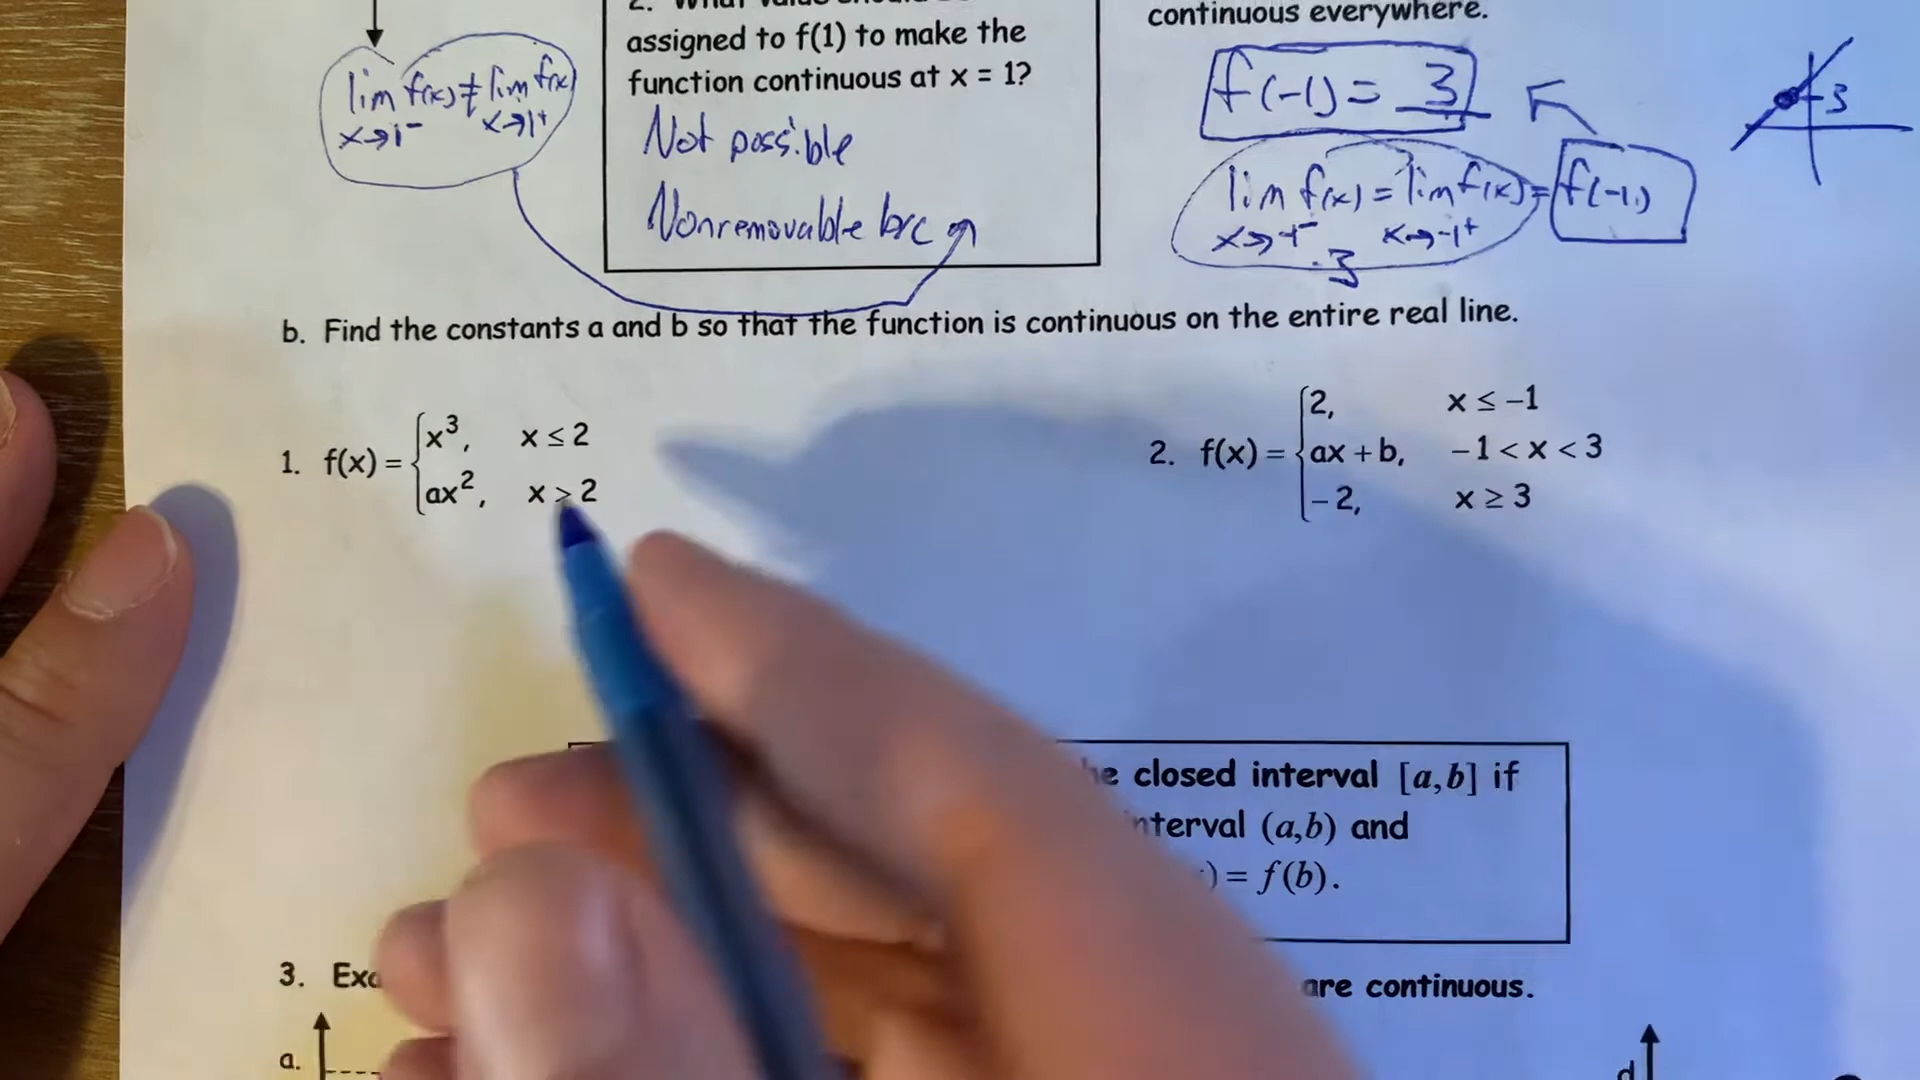 assigned to f(1) to make the
function continuous at x = 1?
Not possible
Nonremovable brc
lim f(x) ≠ lim f(x)
x→1⁻ x→1⁺
continuous everywhere.
f(-1) = 3
3
lim f(x) = lim f(x) = f(-1)
x→-1⁻ x→-1⁺
3
b. Find the constants a and b so that the function is continuous on the entire real line.
1. f(x) = { x³, x ≤ 2
ax², x > 2
2. f(x) = { 2, x ≤ −1
ax + b, −1 < x < 3
−2, x ≥ 3
closed interval [a,b] if
interval (a,b) and
) = f(b).
3.
are continuous.
a.
d